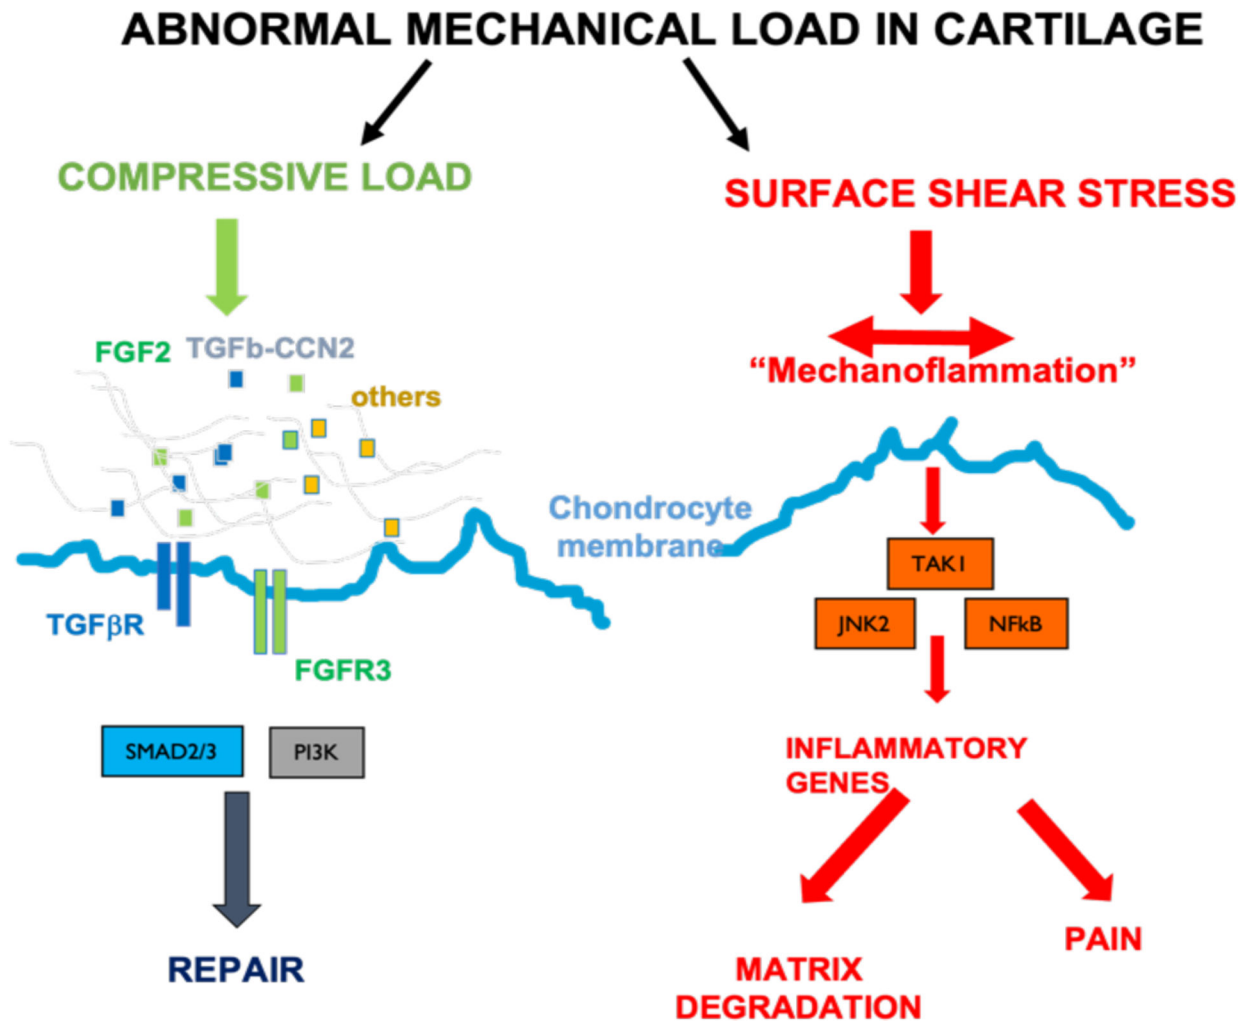 ABNORMAL MECHANICAL LOAD IN CARTILAGE
COMPRESSIVE LOAD
FGF2
TGFb-CCN2
others
TGFβR
FGFR3
SMAD2/3
PI3K
REPAIR
Chondrocyte
membrane
SURFACE SHEAR STRESS
“Mechanoflammation”
TAK1
JNK2
NFkB
INFLAMMATORY
GENES
MATRIX
DEGRADATION
PAIN